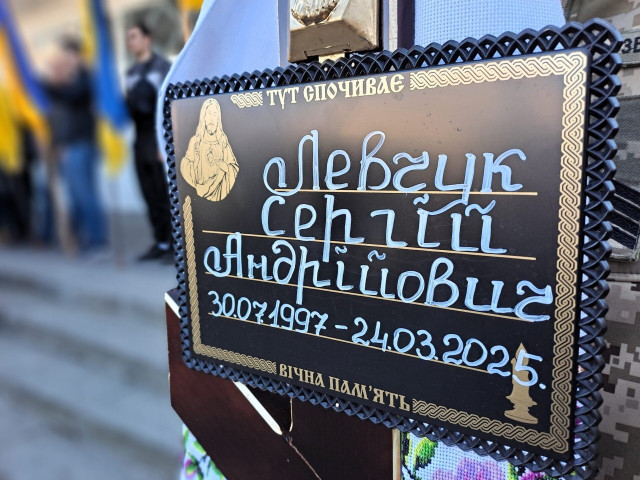 ТУТ СПОЧИВАЄ
Левчук
Сергій
Андрійович
30.07.1997 - 24.03.2025.
ВІЧНА ПАМ'ЯТЬ